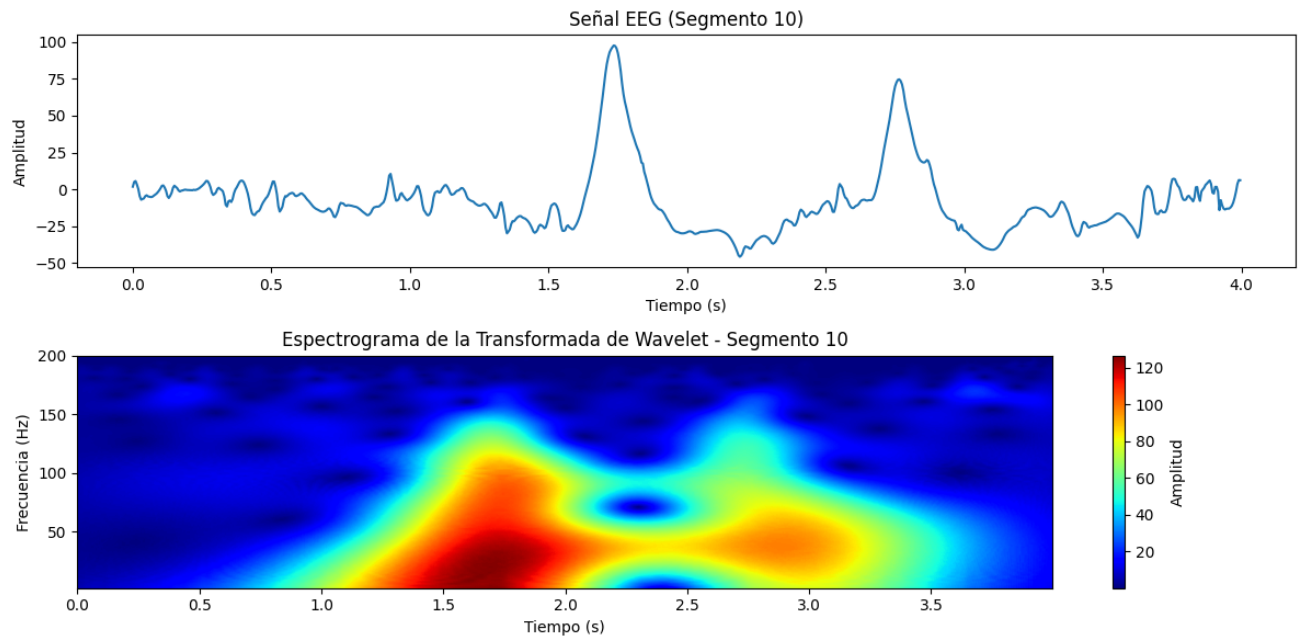 Señal EEG (Segmento 10)
100
75
50
25
0
−25
−50
Amplitud
0.0 0.5 1.0 1.5 2.0 2.5 3.0 3.5 4.0
Tiempo (s)
Espectrograma de la Transformada de Wavelet - Segmento 10
200
150
100
50
Frecuencia (Hz)
0.0 0.5 1.0 1.5 2.0 2.5 3.0 3.5
Tiempo (s)
120
100
80
60
40
20
Amplitud